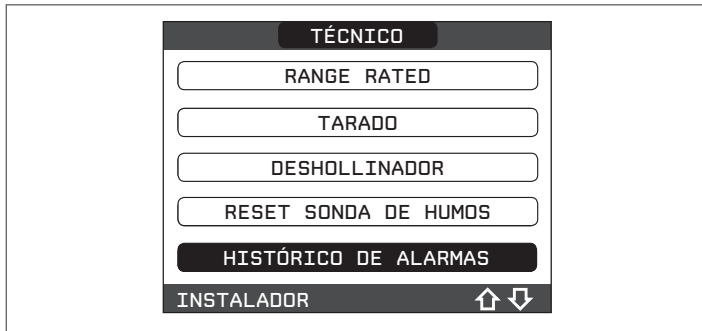 TÉCNICO
RANGE RATED
TARADO
DESHOLLINADOR
RESET SONDA DE HUMOS
HISTÓRICO DE ALARMAS
INSTALADOR